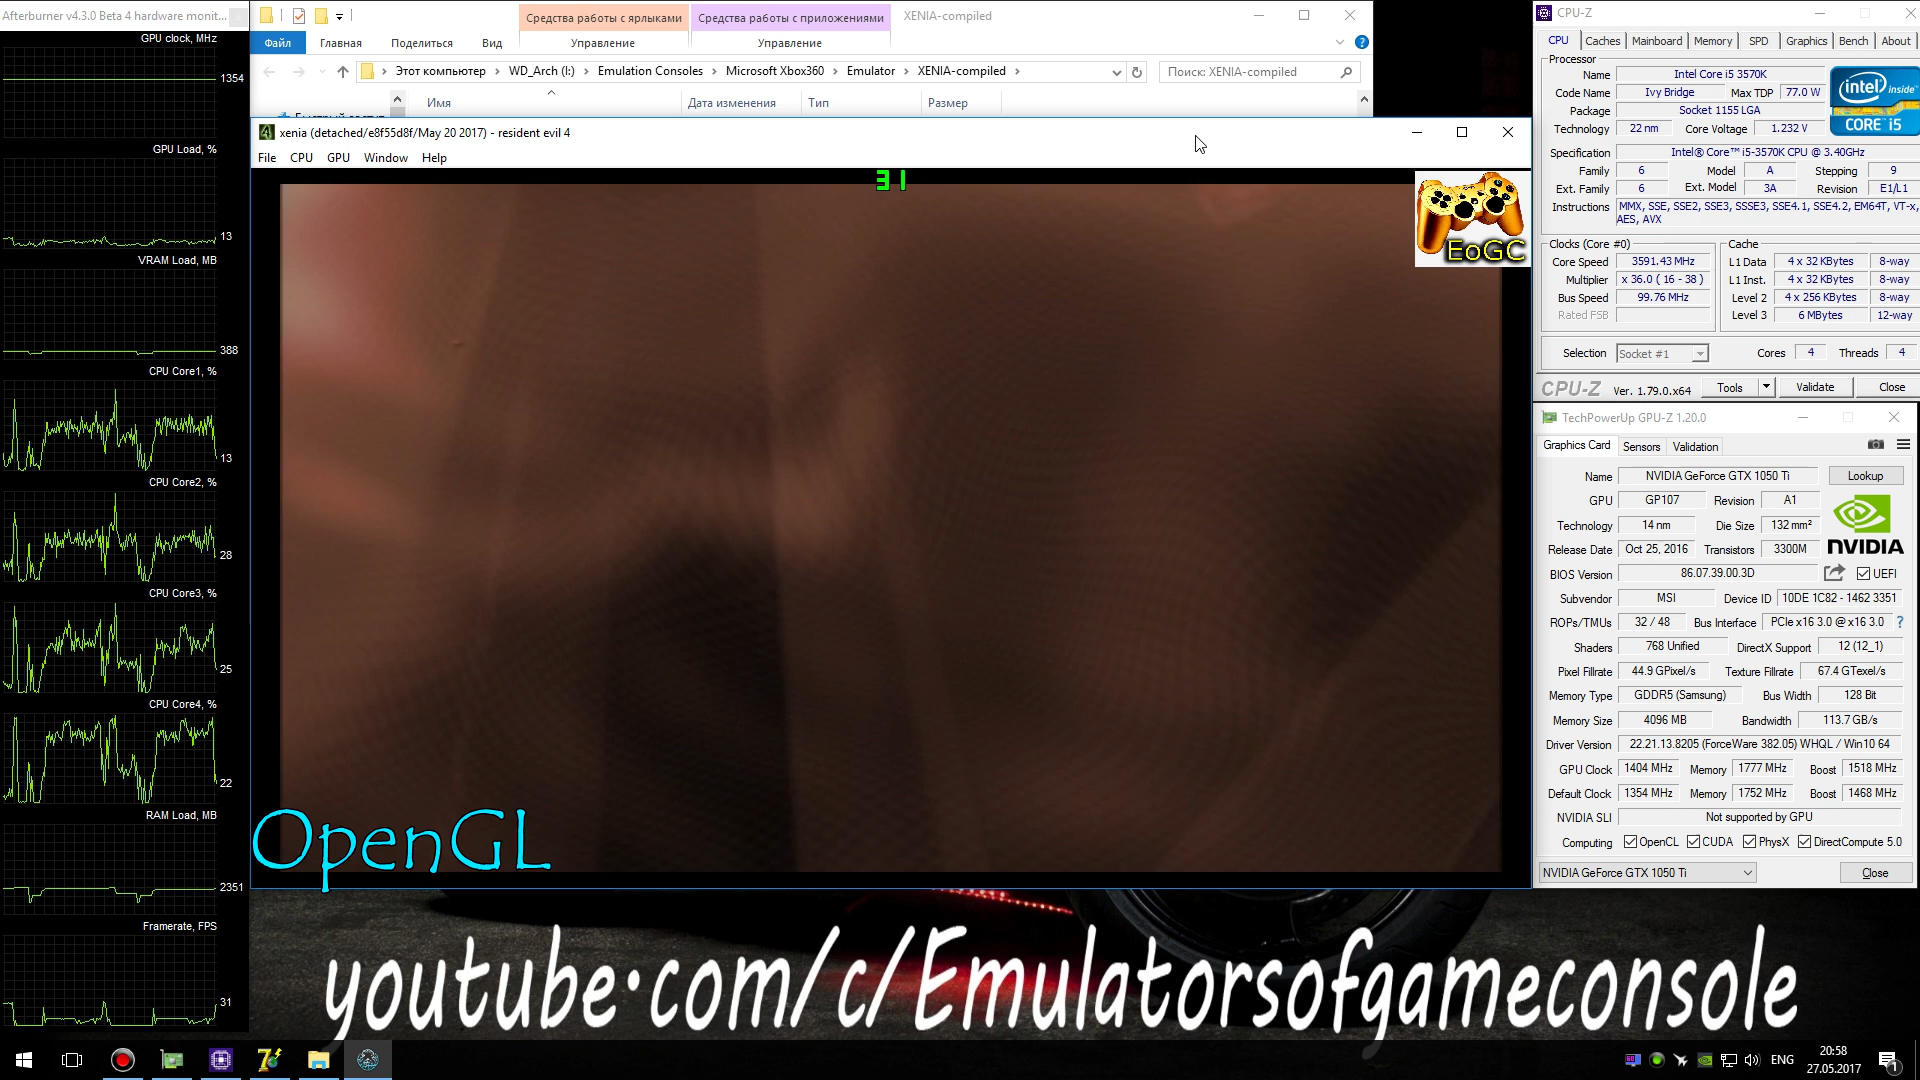 Afterburner v4.3.0 Beta 4 hardware monit...
GPU clock, MHz
1354
GPU Load, %
13
VRAM Load, MB
388
CPU Core1, %
13
CPU Core2, %
28
CPU Core3, %
25
CPU Core4, %
22
RAM Load, MB
2351
Framerate, FPS
31
Средства работы с ярлыками
Средства работы с приложениями
XENIA-compiled
Файл
Главная
Поделиться
Вид
Управление
Управление
Этот компьютер
WD_Arch (I:)
Emulation Consoles
Microsoft Xbox360
Emulator
XENIA-compiled
Поиск: XENIA-compiled
Имя
Дата изменения
Тип
Размер
xenia (detached/e8f55d8f/May 20 2017) - resident evil 4
File CPU GPU Window Help
31
EoGC
OpenGL
youtube.com/c/Emulatorsofgameconsole
CPU-Z
CPU Caches Mainboard Memory SPD Graphics Bench About
Processor
Name Intel Core i5 3570K
Code Name Ivy Bridge Max TDP 77.0 W
Package Socket 1155 LGA
Technology 22 nm Core Voltage 1.232 V
intel inside
CORE i5
Specification Intel® Core™ i5-3570K CPU @ 3.40GHz
Family 6 Model A Stepping 9
Ext. Family 6 Ext. Model 3A Revision E1/L1
Instructions MMX, SSE, SSE2, SSE3, SSSE3, SSE4.1, SSE4.2, EM64T, VT-x, AES, AVX
Clocks (Core #0)
Core Speed 3591.43 MHz
Multiplier x 36.0 ( 16 - 38 )
Bus Speed 99.76 MHz
Rated FSB
Cache
L1 Data 4 x 32 KBytes 8-way
L1 Inst. 4 x 32 KBytes 8-way
Level 2 4 x 256 KBytes 8-way
Level 3 6 MBytes 12-way
Selection Socket #1 Cores 4 Threads 4
CPU-Z Ver. 1.79.0.x64 Tools Validate Close
TechPowerUp GPU-Z 1.20.0
Graphics Card Sensors Validation
Name NVIDIA GeForce GTX 1050 Ti Lookup
GPU GP107 Revision A1
Technology 14 nm Die Size 132 mm²
Release Date Oct 25, 2016 Transistors 3300M
NVIDIA
BIOS Version 86.07.39.00.3D UEFI
Subvendor MSI Device ID 10DE 1C82 - 1462 3351
ROPs/TMUs 32 / 48 Bus Interface PCIe x16 3.0 @ x16 3.0 ?
Shaders 768 Unified DirectX Support 12 (12_1)
Pixel Fillrate 44.9 GPixel/s Texture Fillrate 67.4 GTexel/s
Memory Type GDDR5 (Samsung) Bus Width 128 Bit
Memory Size 4096 MB Bandwidth 113.7 GB/s
Driver Version 22.21.13.8205 (ForceWare 382.05) WHQL / Win10 64
GPU Clock 1404 MHz Memory 1777 MHz Boost 1518 MHz
Default Clock 1354 MHz Memory 1752 MHz Boost 1468 MHz
NVIDIA SLI Not supported by GPU
Computing OpenCL CUDA PhysX DirectCompute 5.0
NVIDIA GeForce GTX 1050 Ti Close
ENG
20:58
27.05.2017
1